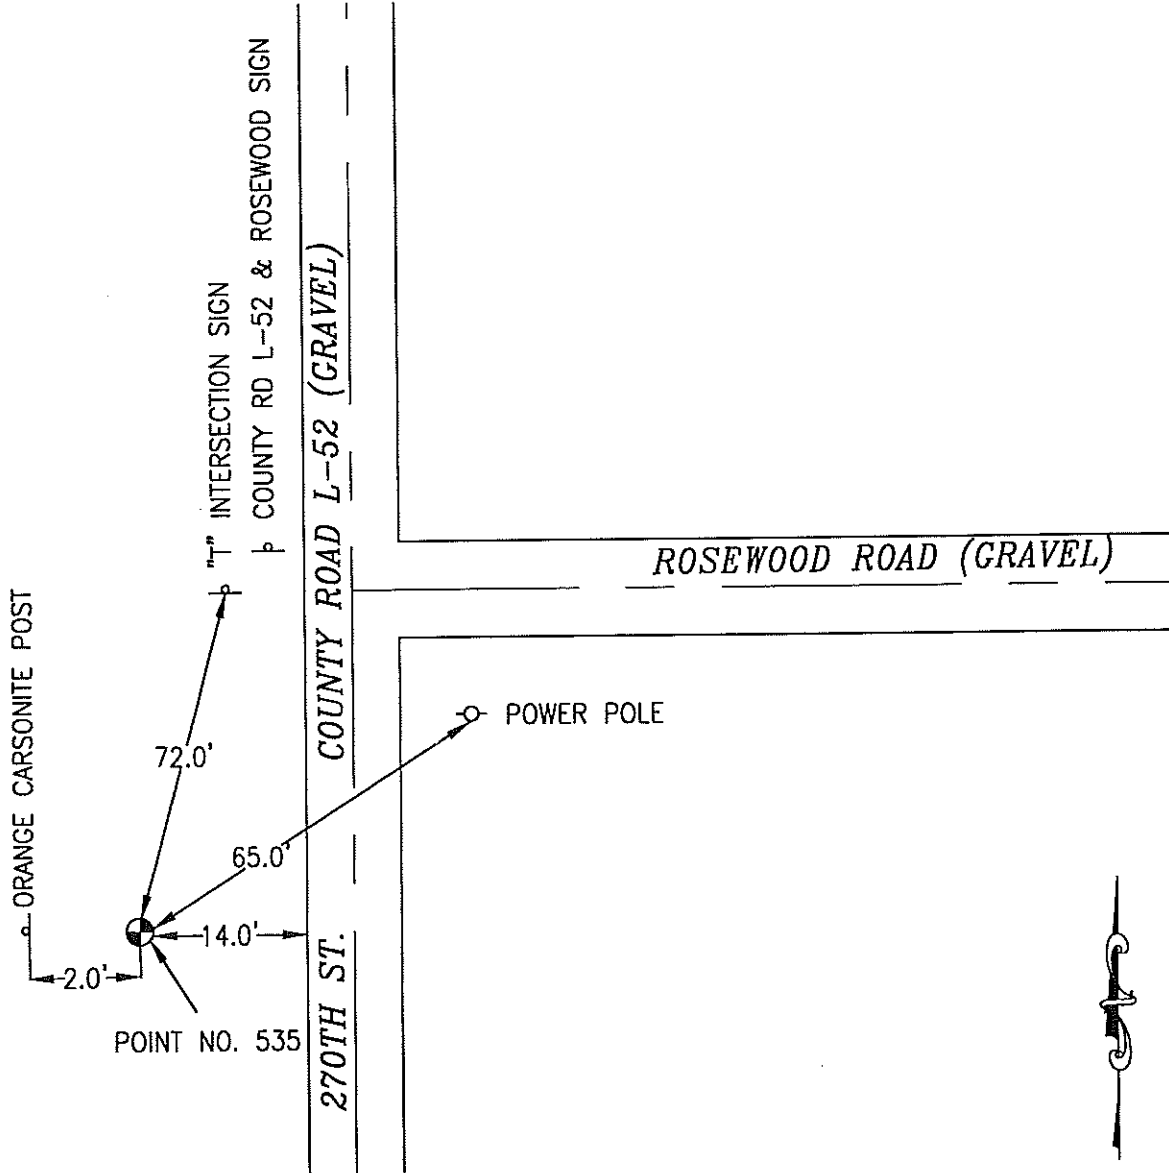 COUNTY RD L-52 & ROSEWOOD SIGN
"T" INTERSECTION SIGN
COUNTY ROAD L-52 (GRAVEL)
ROSEWOOD ROAD (GRAVEL)
ORANGE CARSONITE POST
POWER POLE
72.0'
65.0'
14.0'
2.0'
270TH ST.
POINT NO. 535